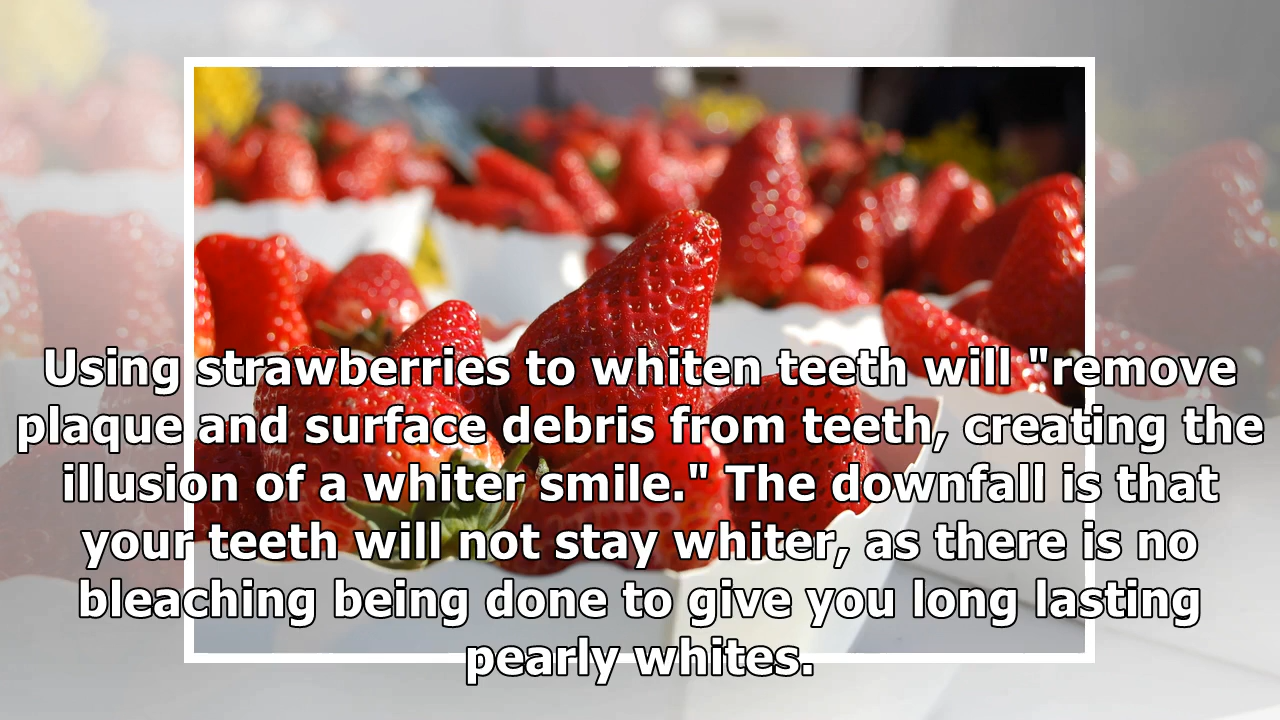 Using strawberries to whiten teeth will "remove
plaque and surface debris from teeth, creating the
illusion of a whiter smile." The downfall is that
your teeth will not stay whiter, as there is no
bleaching being done to give you long lasting
pearly whites.